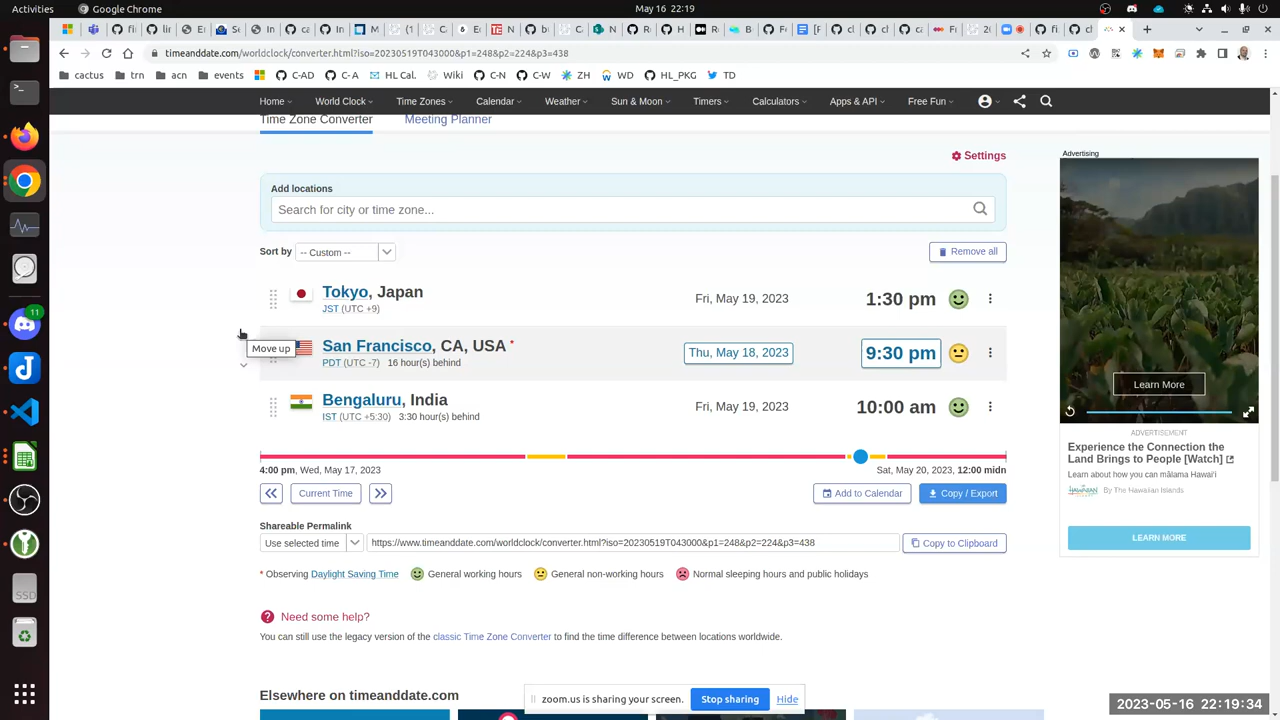 Activities
Google Chrome
May 16 22:19
timeanddate.com/worldclock/converter.html?iso=20230519T043000&p1=248&p2=224&p3=438
cactus
trn
acn
events
C-AD
C- A
HL Cal.
Wiki
C-N
C-W
ZH
WD
HL_PKG
TD
Home
World Clock
Time Zones
Calendar
Weather
Sun & Moon
Timers
Calculators
Apps & API
Free Fun
Time Zone Converter
Meeting Planner
Settings
Advertising
Add locations
Search for city or time zone...
Sort by
-- Custom --
Remove all
Tokyo, Japan
JST (UTC +9)
Fri, May 19, 2023
1:30 pm
Move up
San Francisco, CA, USA *
PDT (UTC -7) 16 hour(s) behind
Thu, May 18, 2023
9:30 pm
Bengaluru, India
IST (UTC +5:30) 3:30 hour(s) behind
Fri, May 19, 2023
10:00 am
4:00 pm, Wed, May 17, 2023
Sat, May 20, 2023, 12:00 midn
Current Time
Add to Calendar
Copy / Export
Shareable Permalink
Use selected time
https://www.timeanddate.com/worldclock/converter.html?iso=20230519T043000&p1=248&p2=224&p3=438
Copy to Clipboard
* Observing Daylight Saving Time
General working hours
General non-working hours
Normal sleeping hours and public holidays
Need some help?
You can still use the legacy version of the classic Time Zone Converter to find the time difference between locations worldwide.
Elsewhere on timeanddate.com
Learn More
ADVERTISEMENT
Experience the Connection the
Land Brings to People [Watch]
Learn about how you can mālama Hawaiʻi
By The Hawaiian Islands
LEARN MORE
11
SSD
zoom.us is sharing your screen.
Stop sharing
Hide
2023-05-16 22:19:34